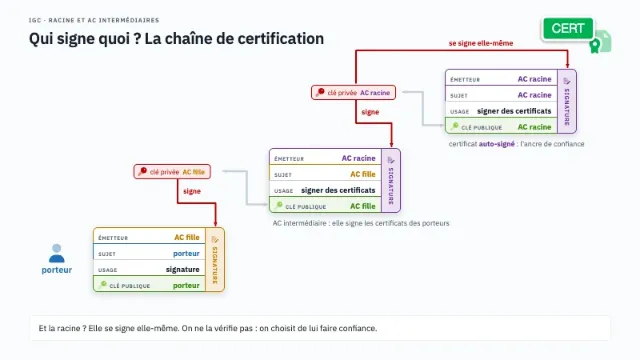 IGC · RACINE ET AC INTERMÉDIAIRES
Qui signe quoi ? La chaîne de certification
CERT
se signe elle-même
ÉMETTEUR AC racine
SUJET AC racine
USAGE signer des certificats
CLÉ PUBLIQUE AC racine
SIGNATURE
certificat auto-signé : l'ancre de confiance
clé privée AC racine
signe
ÉMETTEUR AC racine
SUJET AC fille
USAGE signer des certificats
CLÉ PUBLIQUE AC fille
SIGNATURE
AC intermédiaire : elle signe les certificats des porteurs
clé privée AC fille
signe
ÉMETTEUR AC fille
SUJET porteur
USAGE signature
CLÉ PUBLIQUE porteur
SIGNATURE
porteur
Et la racine ? Elle se signe elle-même. On ne la vérifie pas : on choisit de lui faire confiance.